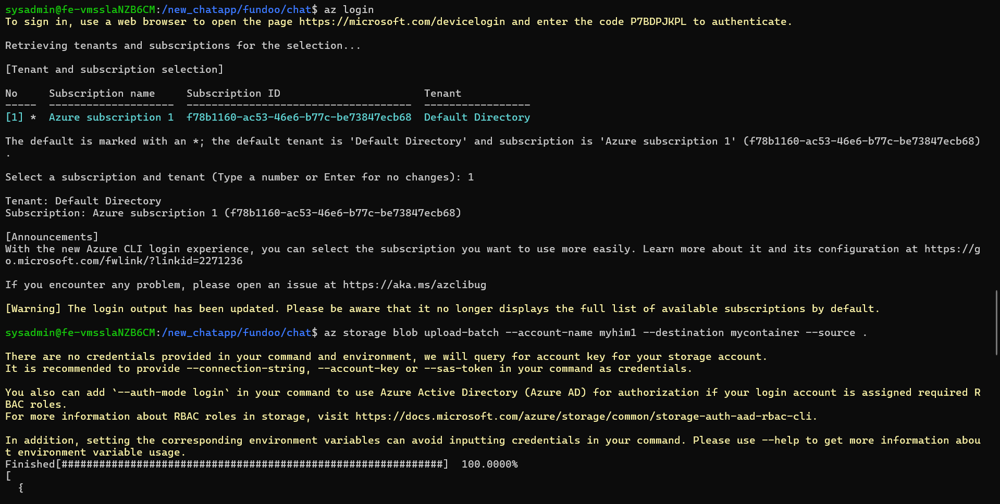 sysadmin@fe-vmsslaNZB6CM:/new_chatapp/fundoo/chat$ az login
To sign in, use a web browser to open the page https://microsoft.com/devicelogin and enter the code P7BDPJKPL to authenticate.
Retrieving tenants and subscriptions for the selection...
[Tenant and subscription selection]
No     Subscription name     Subscription ID                       Tenant
-----  --------------------  ------------------------------------  -----------------
[1] *  Azure subscription 1  f78b1160-ac53-46e6-b77c-be73847ecb68  Default Directory
The default is marked with an *; the default tenant is 'Default Directory' and subscription is 'Azure subscription 1' (f78b1160-ac53-46e6-b77c-be73847ecb68)
.
Select a subscription and tenant (Type a number or Enter for no changes): 1
Tenant: Default Directory
Subscription: Azure subscription 1 (f78b1160-ac53-46e6-b77c-be73847ecb68)
[Announcements]
With the new Azure CLI login experience, you can select the subscription you want to use more easily. Learn more about it and its configuration at https://g
o.microsoft.com/fwlink/?linkid=2271236
If you encounter any problem, please open an issue at https://aka.ms/azclibug
[Warning] The login output has been updated. Please be aware that it no longer displays the full list of available subscriptions by default.
sysadmin@fe-vmsslaNZB6CM:/new_chatapp/fundoo/chat$ az storage blob upload-batch --account-name myhim1 --destination mycontainer --source .
There are no credentials provided in your command and environment, we will query for account key for your storage account.
It is recommended to provide --connection-string, --account-key or --sas-token in your command as credentials.
You also can add `--auth-mode login` in your command to use Azure Active Directory (Azure AD) for authorization if your login account is assigned required R
BAC roles.
For more information about RBAC roles in storage, visit https://docs.microsoft.com/azure/storage/common/storage-auth-aad-rbac-cli.
In addition, setting the corresponding environment variables can avoid inputting credentials in your command. Please use --help to get more information abou
t environment variable usage.
Finished[#############################################################]  100.0000%
[
  {